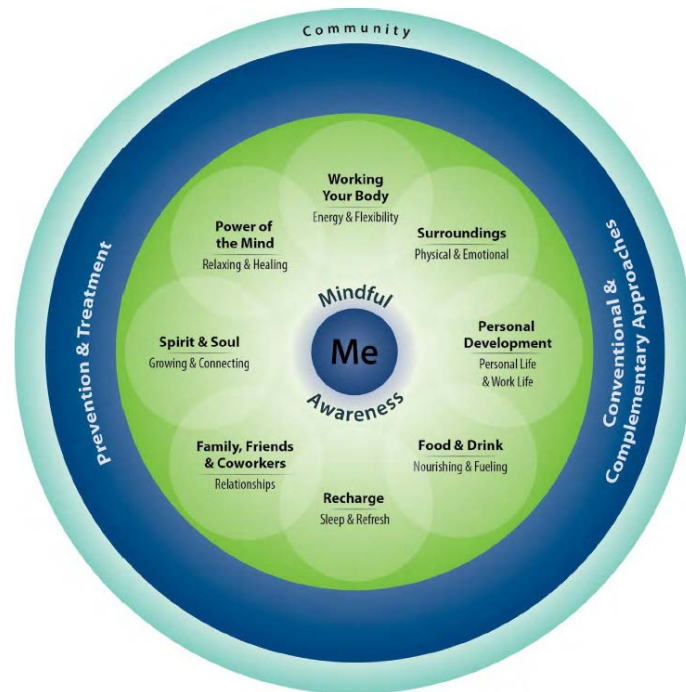 Community
Working
Your Body
Energy & Flexibility
Surroundings
Physical & Emotional
Personal
Development
Personal Life
& Work Life
Food & Drink
Nourishing & Fueling
Recharge
Sleep & Refresh
Family, Friends
& Coworkers
Relationships
Spirit & Soul
Growing & Connecting
Power of
the Mind
Relaxing & Healing
Mindful
Me
Awareness
Prevention & Treatment
Conventional &
Complementary Approaches